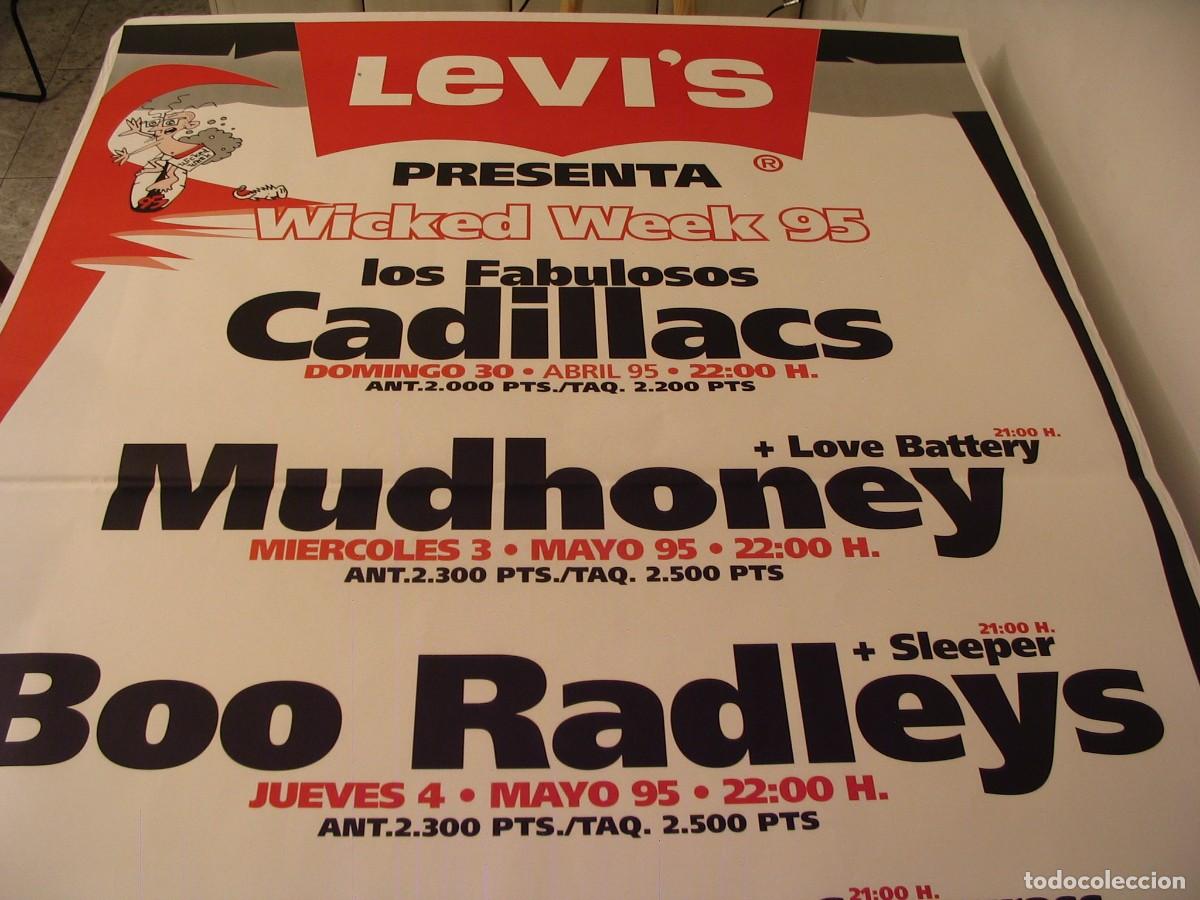 Levi's
®
PRESENTA
Wicked Week 95
los Fabulosos
Cadillacs
DOMINGO 30 • ABRIL 95 • 22:00 H.
ANT.2.000 PTS./TAQ. 2.200 PTS
21:00 H.
+ Love Battery
Mudhoney
MIERCOLES 3 • MAYO 95 • 22:00 H.
ANT.2.300 PTS./TAQ. 2.500 PTS
21:00 H.
+ Sleeper
Boo Radleys
JUEVES 4 • MAYO 95 • 22:00 H.
ANT.2.300 PTS./TAQ. 2.500 PTS
21:00 H.
todocoleccion